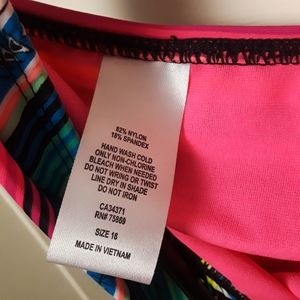 82% NYLON
18% SPANDEX
HAND WASH COLD
ONLY NON-CHLORINE
BLEACH WHEN NEEDED
DO NOT WRING OR TWIST
LINE DRY IN SHADE
DO NOT IRON
CA34371
RN# 75869
SIZE 16
MADE IN VIETNAM